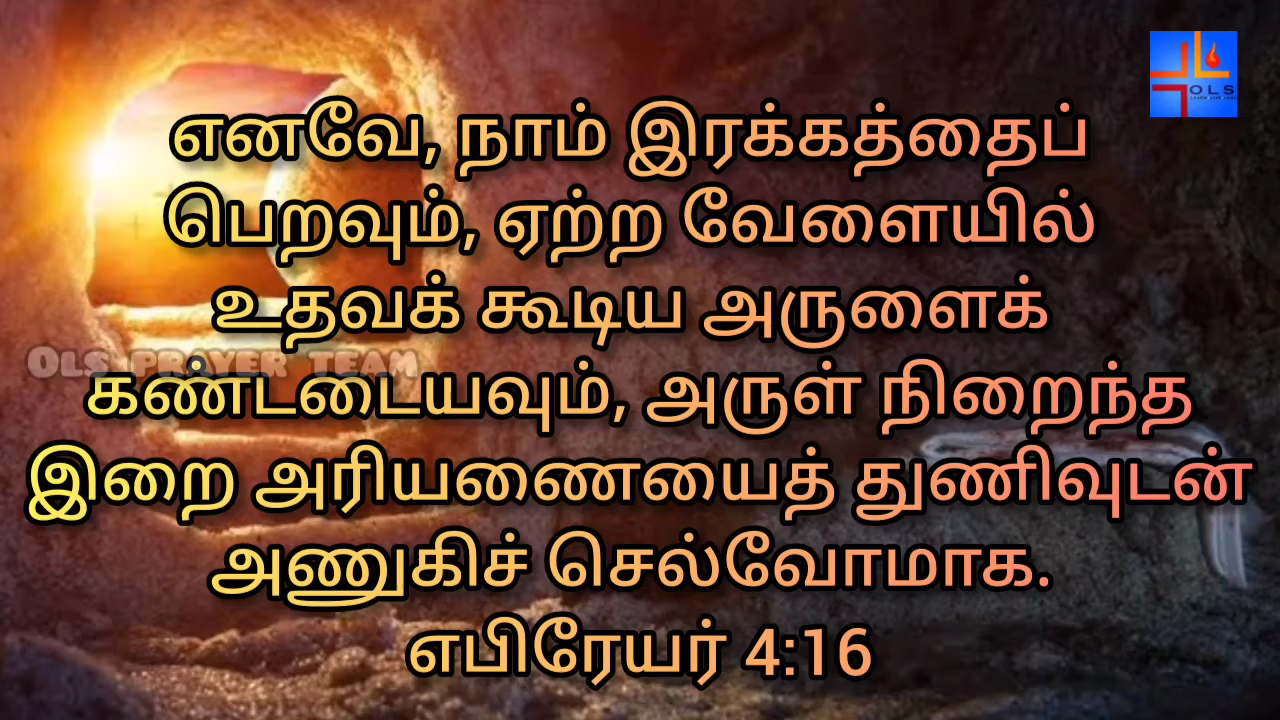 OLS
எனவே, நாம் இரக்கத்தைப்
பெறவும், ஏற்ற வேளையில்
உதவக் கூடிய அருளைக்
OLS PRAYER TEAM
கண்டடையவும், அருள் நிறைந்த
இறை அரியணையைத் துணிவுடன்
அணுகிச் செல்வோமாக.
எபிரேயர் 4:16